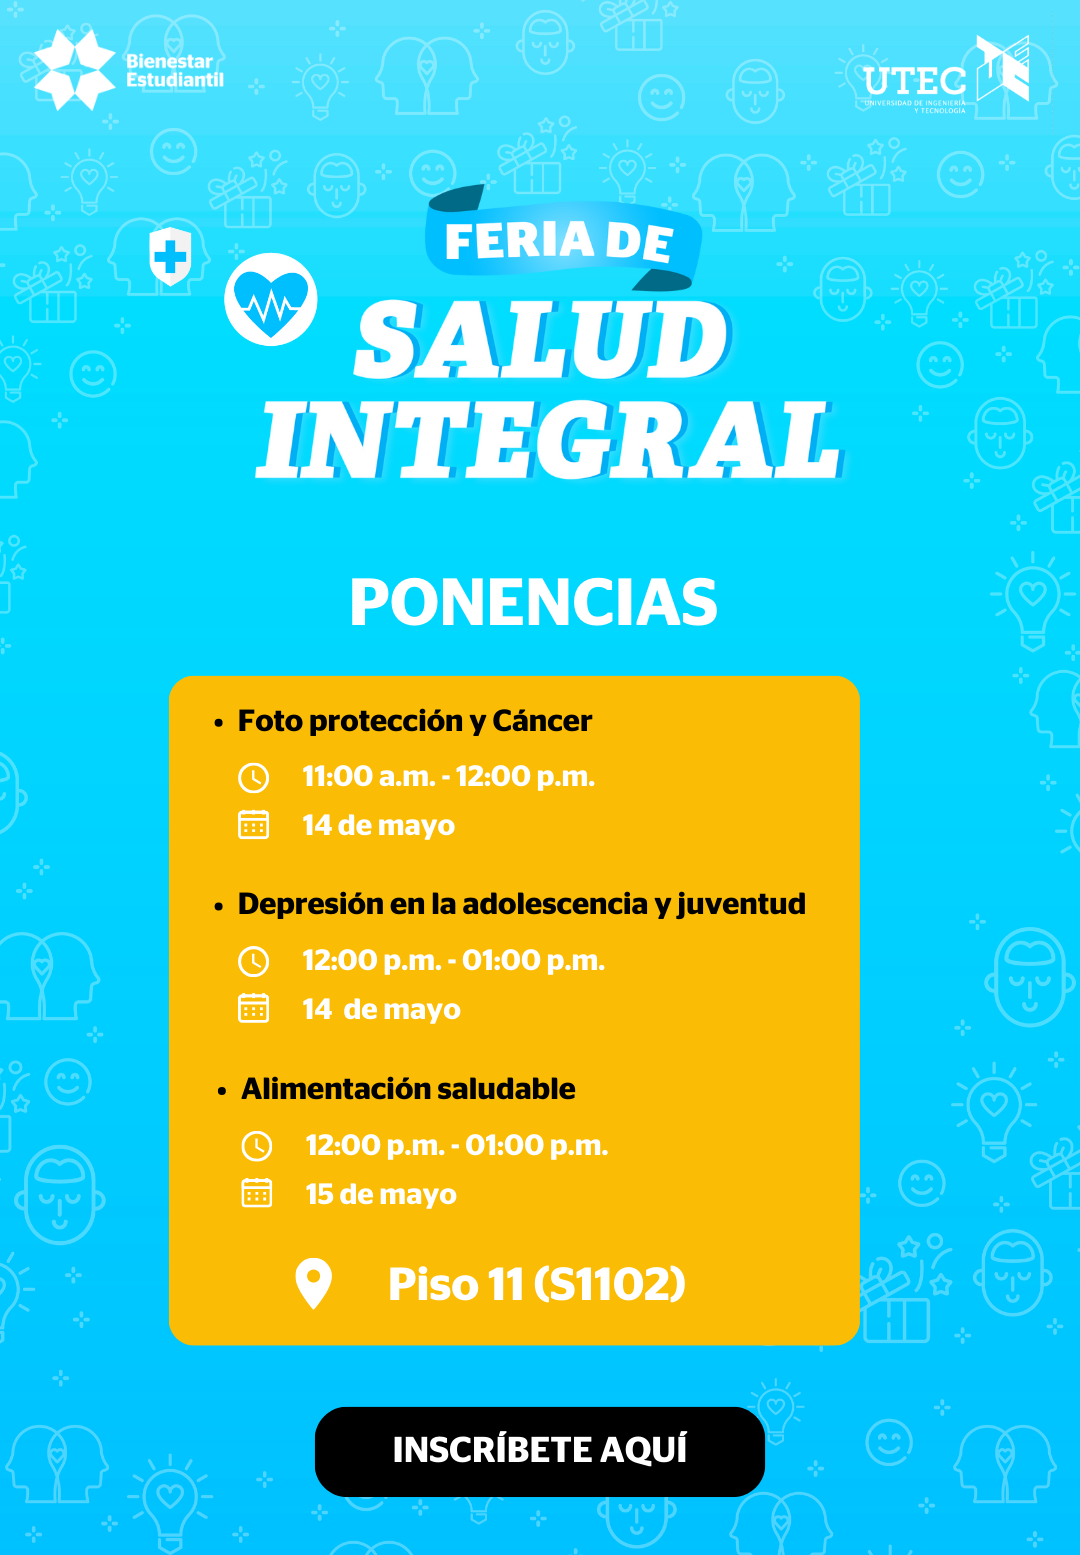 Bienestar
Estudiantil
UTEC
UNIVERSIDAD DE INGENIERÍA
Y TECNOLOGÍA
FERIA DE
SALUD
INTEGRAL
PONENCIAS
• Foto protección y Cáncer
11:00 a.m. - 12:00 p.m.
14 de mayo
• Depresión en la adolescencia y juventud
12:00 p.m. - 01:00 p.m.
14 de mayo
• Alimentación saludable
12:00 p.m. - 01:00 p.m.
15 de mayo
Piso 11 (S1102)
INSCRÍBETE AQUÍ